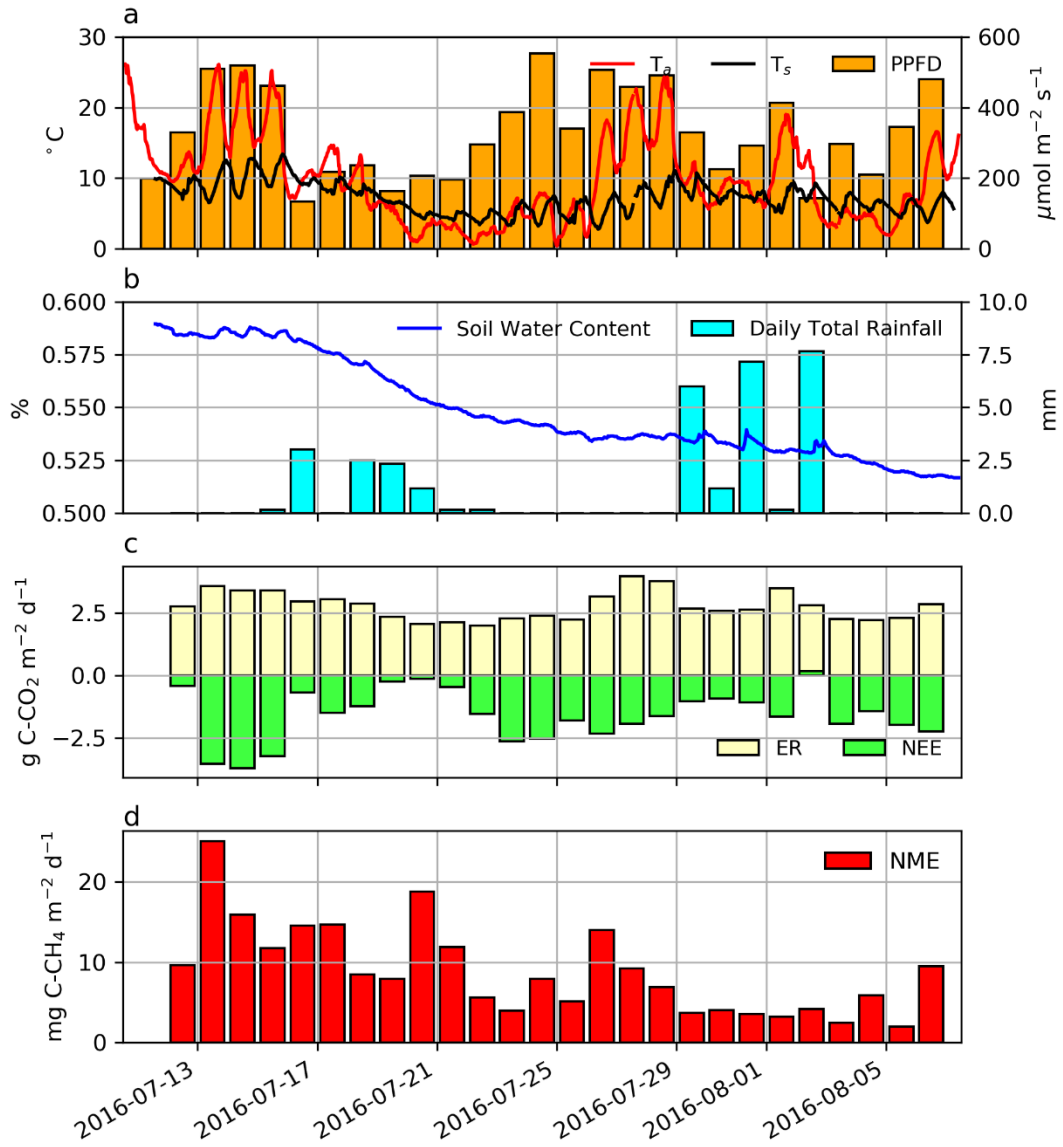 a
30
20
10
0
°C
T_a
T_s
PPFD
600
400
200
0
μmol m⁻² s⁻¹
b
0.600
0.575
0.550
0.525
0.500
%
Soil Water Content
Daily Total Rainfall
10.0
7.5
5.0
2.5
0.0
mm
c
2.5
0.0
−2.5
g C-CO₂ m⁻² d⁻¹
ER
NEE
d
20
10
0
mg C-CH₄ m⁻² d⁻¹
NME
2016-07-13
2016-07-17
2016-07-21
2016-07-25
2016-07-29
2016-08-01
2016-08-05